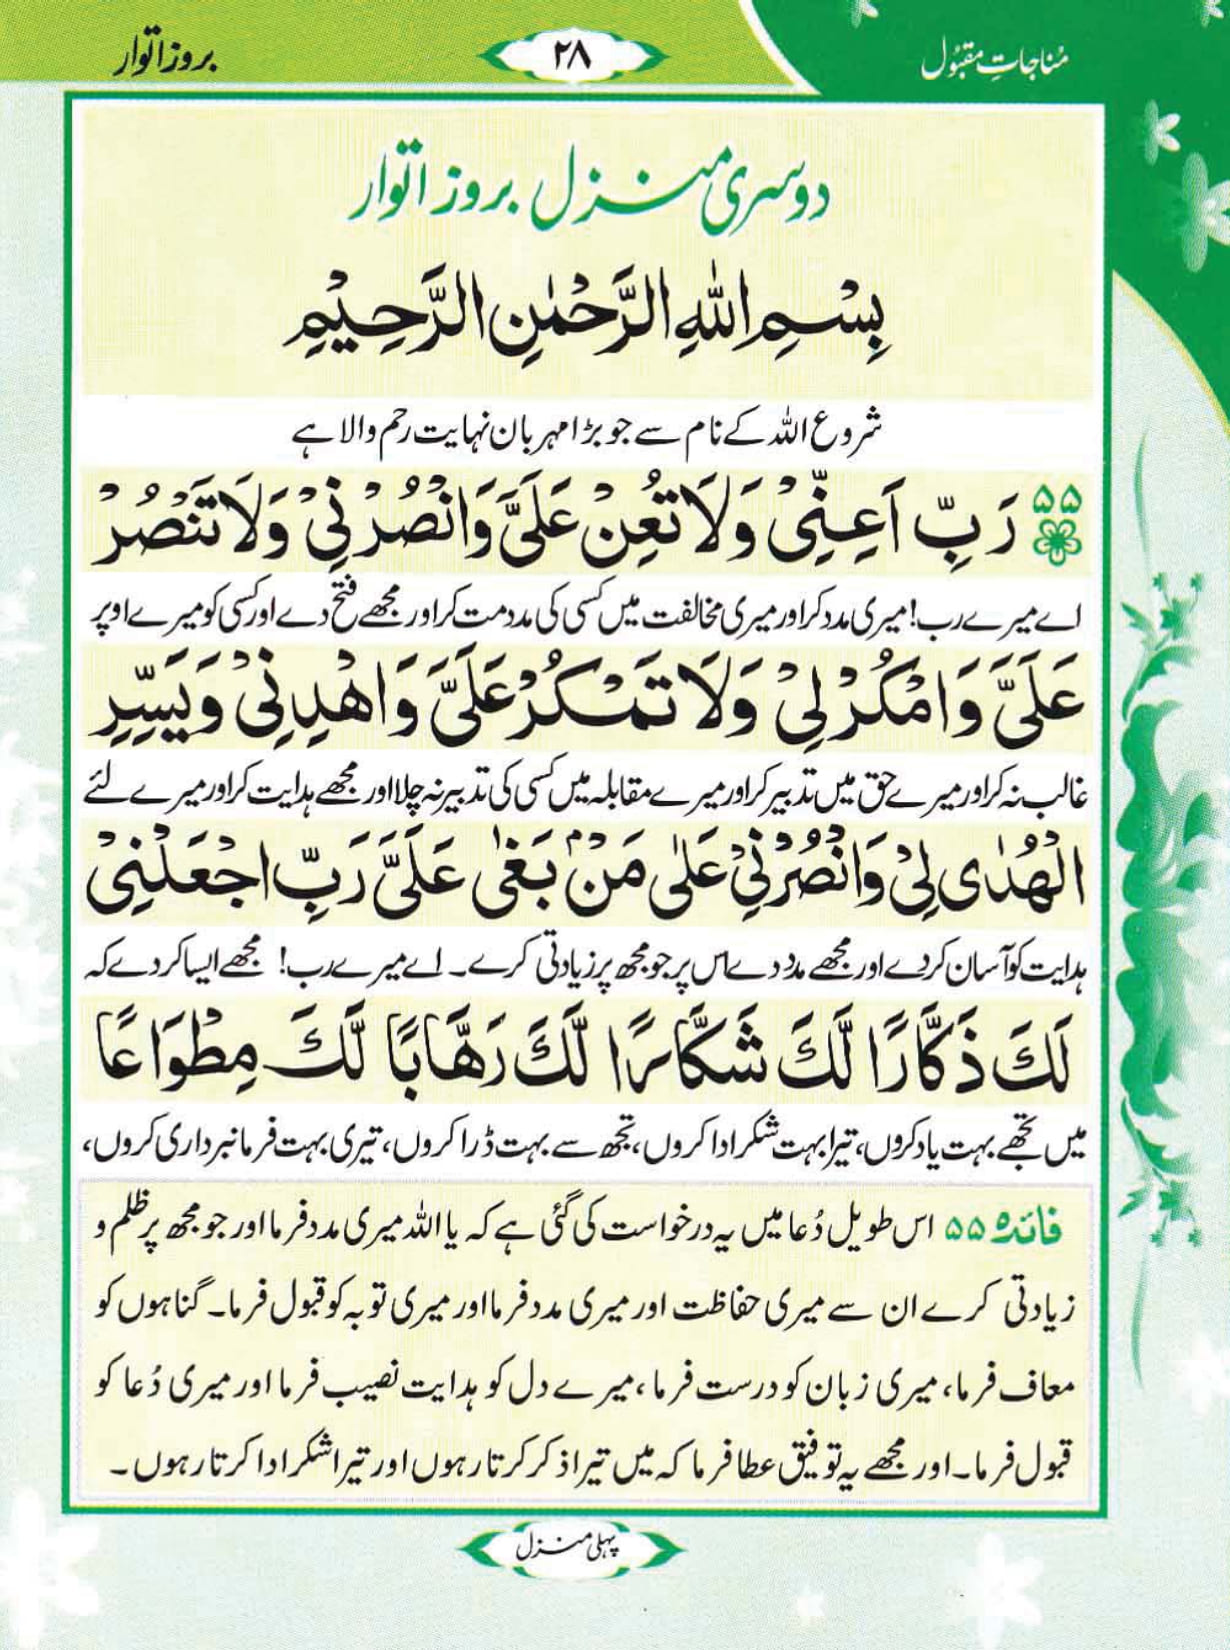 مُناجاتِ مقبُول
۲۸
بروز اتوار
دوسری منزل بروز اتوار
بِسْمِ اللهِ الرَّحْمٰنِ الرَّحِيْمِ
شروع اللہ کے نام سے جو بڑا مہربان نہایت رحم والا ہے
۵۵ رَبِّ اَعِنِّيْ وَلَا تُعِنْ عَلَيَّ وَانْصُرْنِيْ وَلَا تَنْصُرْ
اے میرے رب! میری مدد کر اور میری مخالفت میں کسی کی مدد مت کر اور مجھے فتح دے اور کسی کو میرے اوپر
عَلَيَّ وَامْكُرْ لِيْ وَلَا تَمْكُرْ عَلَيَّ وَاهْدِنِيْ وَيَسِّرِ
غالب نہ کر اور میرے حق میں تدبیر کر اور میرے مقابلہ میں کسی کی تدبیر نہ چلا اور مجھے ہدایت کر اور میرے لئے
الْهُدٰى لِيْ وَانْصُرْنِيْ عَلٰى مَنْۢ بَغٰى عَلَيَّ رَبِّ اجْعَلْنِيْ
ہدایت کو آسان کردے اور مجھے مدد دے اس پر جو مجھ پر زیادتی کرے۔ اے میرے رب! مجھے ایسا کردے کہ
لَكَ ذَكَّارًا لَّكَ شَكَّارًا لَّكَ رَهَّابًا لَّكَ مِطْوَاعًا
میں تجھے بہت یاد کروں، تیرا بہت شکر ادا کروں، تجھ سے بہت ڈرا کروں، تیری بہت فرمانبرداری کروں،
فائدہ ۵۵ اس طویل دُعا میں یہ درخواست کی گئی ہے کہ یا اللہ میری مدد فرما اور جو مجھ پر ظلم و
زیادتی کرے ان سے میری حفاظت اور میری مدد فرما اور میری توبہ کو قبول فرما۔ گناہوں کو
معاف فرما، میری زبان کو درست فرما، میرے دل کو ہدایت نصیب فرما اور میری دُعا کو
قبول فرما۔ اور مجھے یہ توفیق عطا فرما کہ میں تیرا ذکر کرتا رہوں اور تیرا شکر ادا کرتا رہوں۔
پہلی منزل